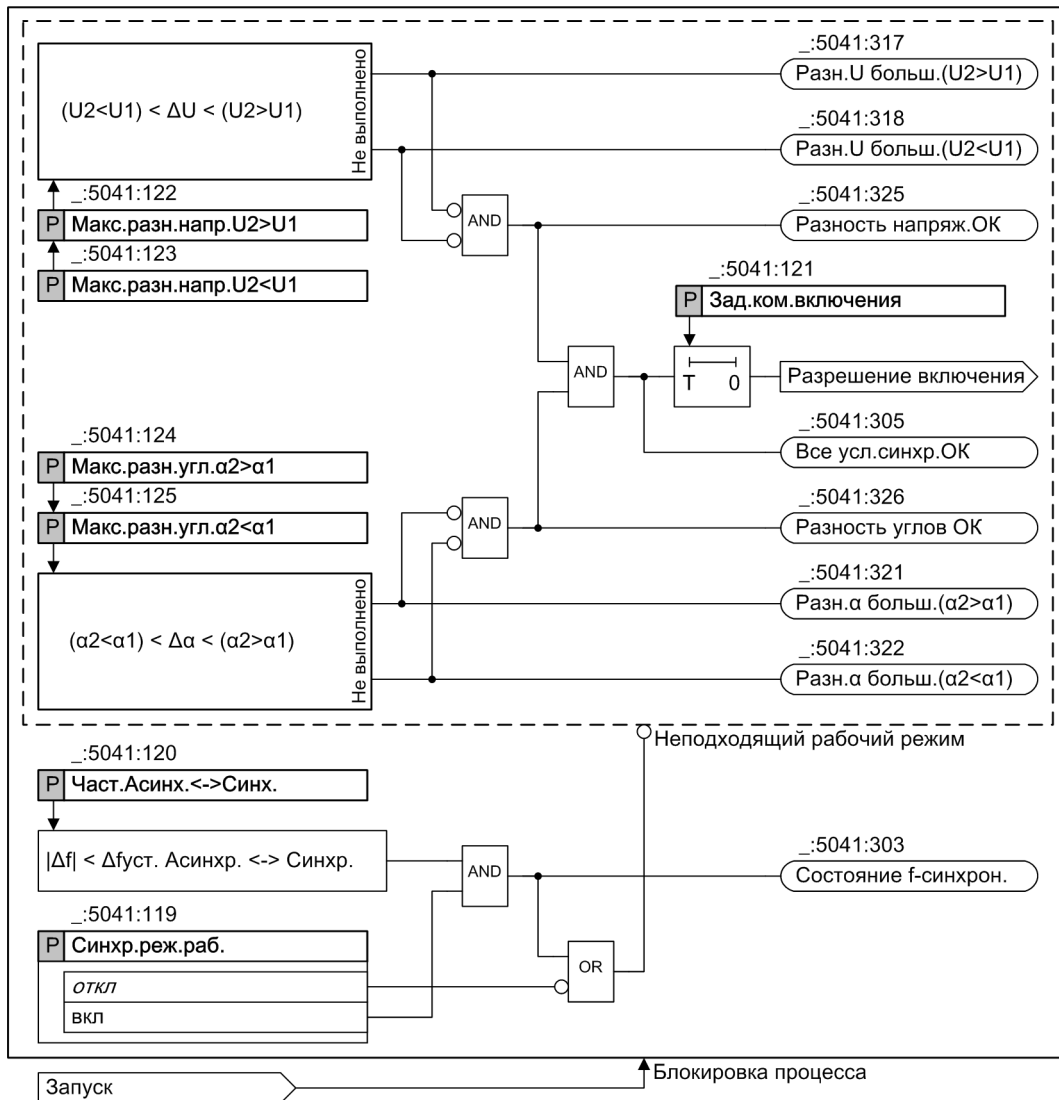 _:5041:317
Разн.U больш.(U2>U1)
(U2<U1) < ΔU < (U2>U1)
Не выполнено
_:5041:318
Разн.U больш.(U2<U1)
_:5041:122
P Макс.разн.напр.U2>U1
_:5041:123
P Макс.разн.напр.U2<U1
AND
_:5041:325
Разность напряж.ОК
_:5041:121
P Зад.ком.включения
AND
T 0
Разрешение включения
_:5041:305
Все усл.синхр.ОК
_:5041:124
P Макс.разн.угл.α2>α1
_:5041:125
P Макс.разн.угл.α2<α1
AND
_:5041:326
Разность углов ОК
_:5041:321
Разн.α больш.(α2>α1)
(α2<α1) < Δα < (α2>α1)
Не выполнено
_:5041:322
Разн.α больш.(α2<α1)
Неподходящий рабочий режим
_:5041:120
P Част.Асинх.<->Синх.
|Δf| < Δfуст. Асинхр. <-> Синхр.
AND
_:5041:303
Состояние f-синхрон.
_:5041:119
P Синхр.реж.раб.
откл
вкл
OR
Блокировка процесса
Запуск